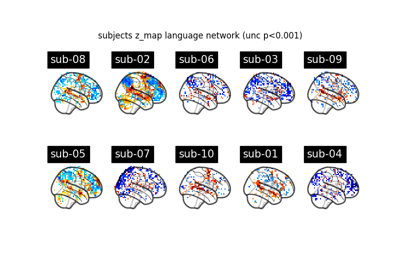 subjects z_map language network (unc p<0.001)
sub-08 sub-02 sub-06 sub-03 sub-09
sub-05 sub-07 sub-10 sub-01 sub-04